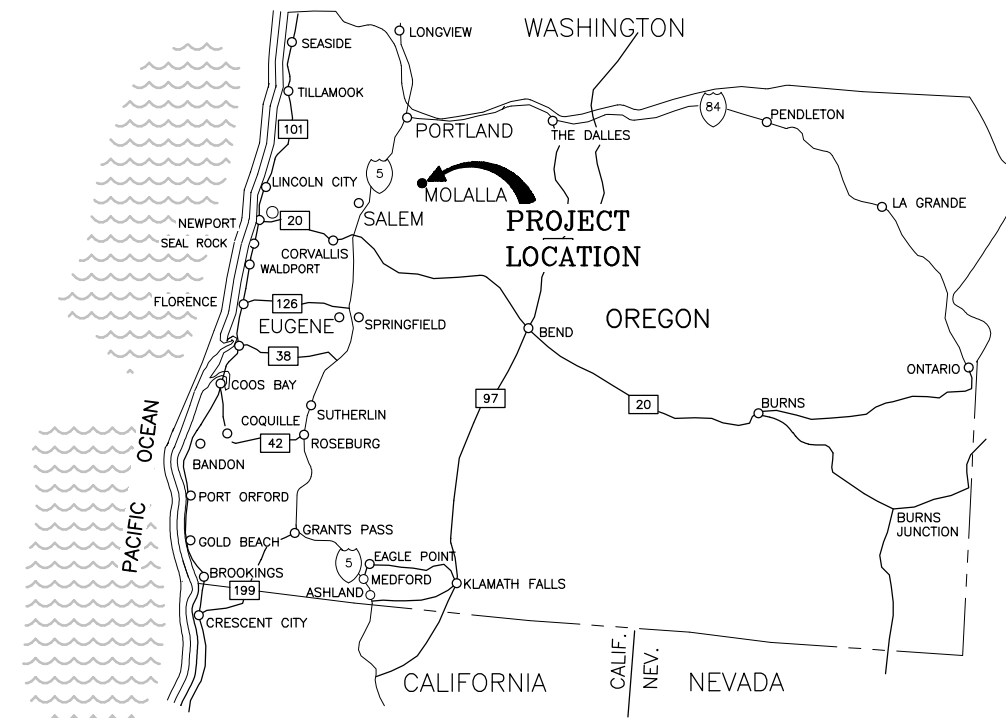 WASHINGTON
LONGVIEW
SEASIDE
TILLAMOOK
84
PENDLETON
101
PORTLAND
THE DALLES
5
LINCOLN CITY
MOLALLA
LA GRANDE
NEWPORT
20
SALEM
PROJECT
LOCATION
SEAL ROCK
CORVALLIS
WALDPORT
FLORENCE
126
EUGENE
SPRINGFIELD
OREGON
BEND
38
ONTARIO
COOS BAY
97
20
BURNS
SUTHERLIN
COQUILLE
42
ROSEBURG
BANDON
PACIFIC OCEAN
PORT ORFORD
BURNS
JUNCTION
GRANTS PASS
GOLD BEACH
5
EAGLE POINT
BROOKINGS
MEDFORD
KLAMATH FALLS
199
ASHLAND
CRESCENT CITY
CALIF.
NEV.
CALIFORNIA
NEVADA